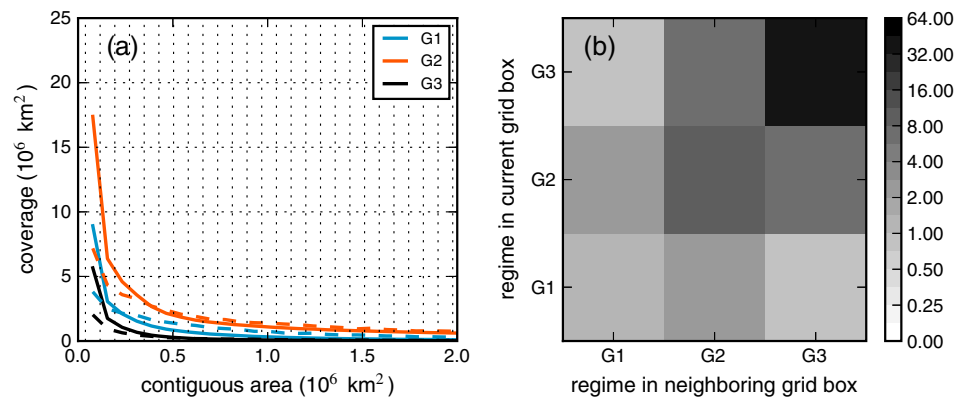 (a)
G1
G2
G3
25
20
15
10
5
0
coverage (10⁶ km²)
0.0 0.5 1.0 1.5 2.0
contiguous area (10⁶ km²)
(b)
G3
G2
G1
regime in current grid box
G1 G2 G3
regime in neighboring grid box
64.00
32.00
16.00
8.00
4.00
2.00
1.00
0.50
0.25
0.00